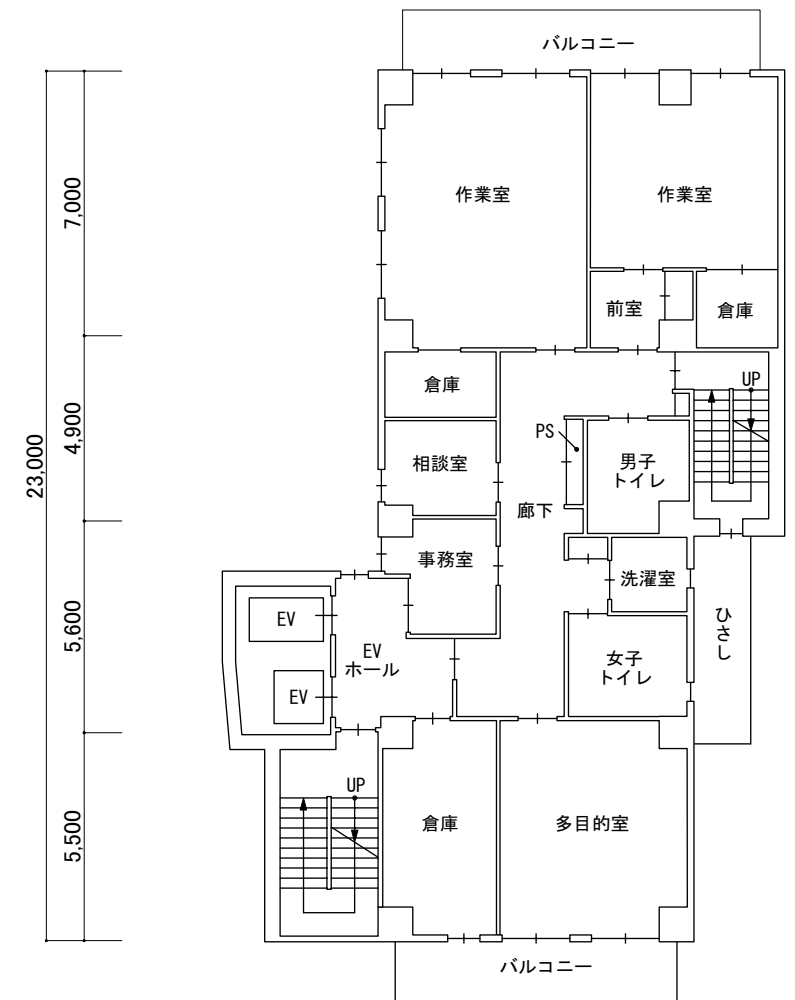 バルコニー
作業室
作業室
7,000
前室
倉庫
倉庫
UP
4,900
PS
23,000
相談室
男子
トイレ
廊下
事務室
洗濯室
EV
5,600
ひさし
EV
ホール
女子
トイレ
EV
UP
5,500
倉庫
多目的室
バルコニー